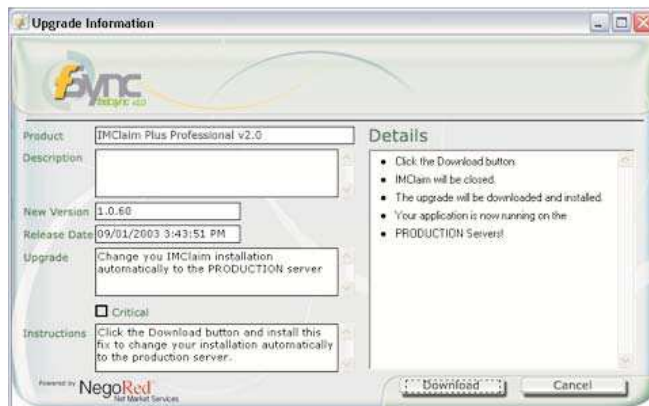 Upgrade Information
fSync
Product
IMClaim Plus Professional v2.0
Description
New Version
1.0.60
Release Date
09/01/2003 3:43:51 PM
Upgrade
Change you IMClaim installation
automatically to the PRODUCTION server
Critical
Instructions
Click the Download button and install this
fix to change your installation automatically
to the production server.
Powered by NegoRed
Net Market Services
Details
Click the Download button
IMClaim will be closed.
The upgrade will be downloaded and installed.
Your application is now running on the
PRODUCTION Servers!
Download
Cancel